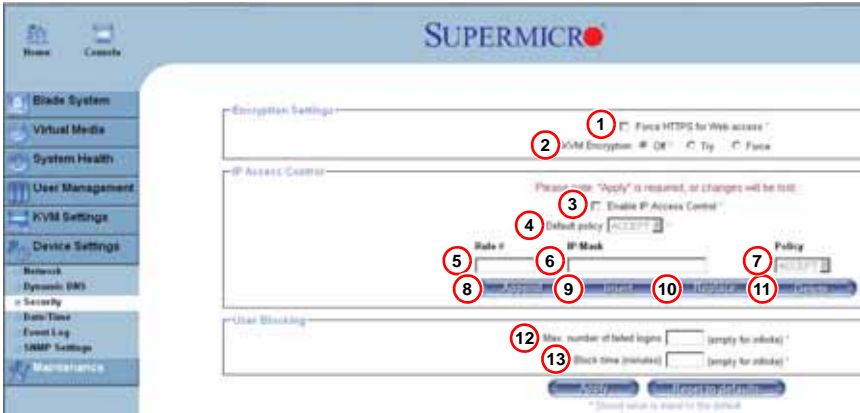 SUPERMICRO
Home Console
Blade System
Virtual Media
System Health
User Management
KVM Settings
Device Settings
Network
Dynamic DNS
Security
Date/Time
Event Log
SNMP Settings
Maintenance
Encryption Settings
1 Force HTTPS for Web access *
2 KVM Encryption Off * Try Force
IP Access Control
Please note: "Apply" is required, or changes will be lost.
3 Enable IP Access Control *
4 Default policy ACCEPT *
Rule # IP/Mask Policy
5 6 7 ACCEPT
8 Append 9 Insert 10 Replace 11 Delete
User Blocking
12 Max. number of failed logins (empty for infinite) *
13 Block time (minutes) (empty for infinite) *
Apply Reset to defaults
* Stored value is equal to the default.